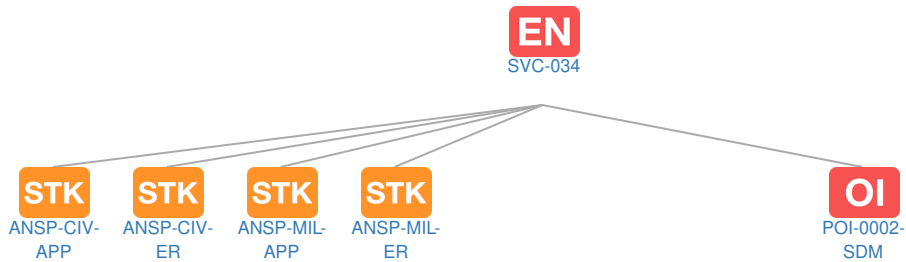 EN
SVC-034
STK
STK
STK
STK
OI
ANSP-CIV-
APP
ANSP-CIV-
ER
ANSP-MIL-
APP
ANSP-MIL-
ER
POI-0002-
SDM